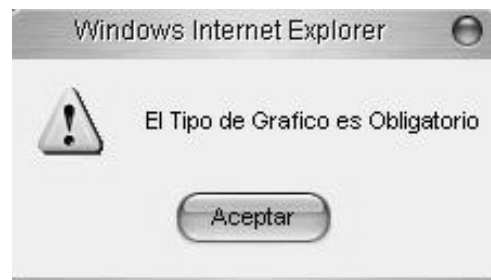 Windows Internet Explorer
El Tipo de Grafico es Obligatorio
Aceptar